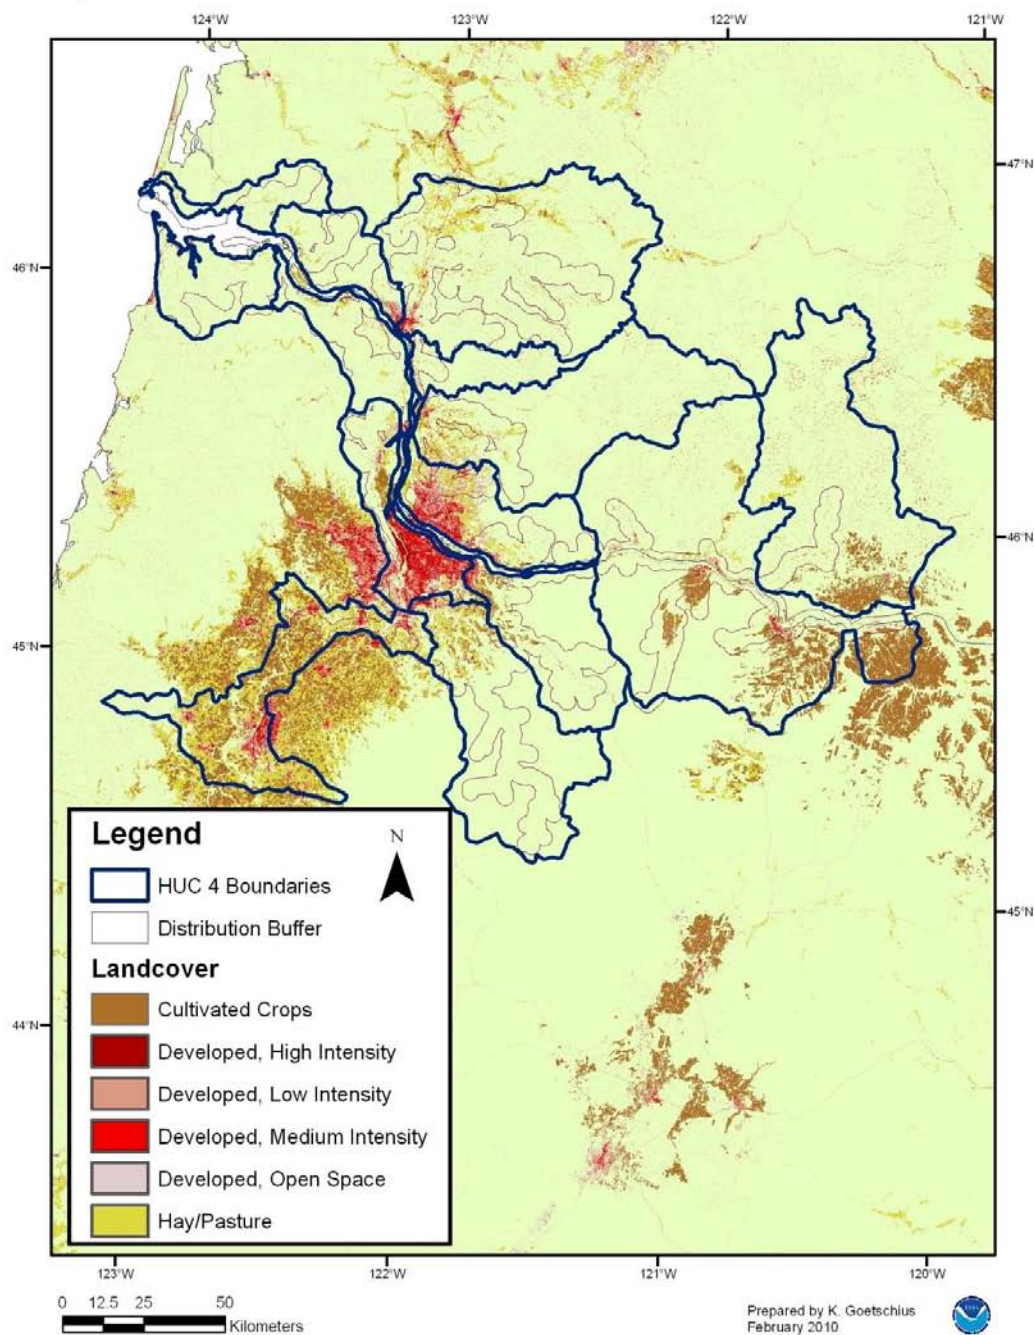 124°W 123°W 122°W 121°W
47°N
46°N
46°N
45°N
45°N
44°N
Legend
N
HUC 4 Boundaries
Distribution Buffer
Landcover
Cultivated Crops
Developed, High Intensity
Developed, Low Intensity
Developed, Medium Intensity
Developed, Open Space
Hay/Pasture
123°W 122°W 121°W 120°W
0 12.5 25 50
Kilometers
Prepared by K. Goetschius
February 2010